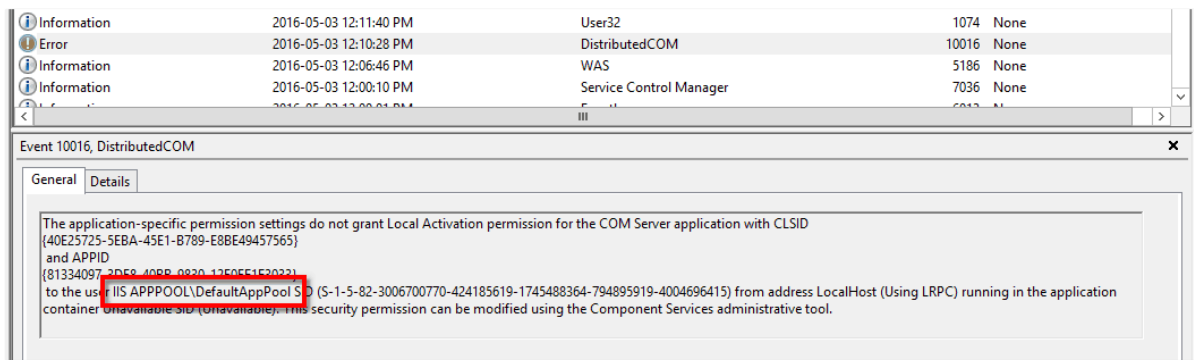 Information 2016-05-03 12:11:40 PM User32 1074 None
Error 2016-05-03 12:10:28 PM DistributedCOM 10016 None
Information 2016-05-03 12:06:46 PM WAS 5186 None
Information 2016-05-03 12:00:10 PM Service Control Manager 7036 None
Event 10016, DistributedCOM
General Details
The application-specific permission settings do not grant Local Activation permission for the COM Server application with CLSID
{40E25725-5EBA-45E1-B789-E8BE49457565}
and APPID
to the user IIS APPPOOL\DefaultAppPool SID (S-1-5-82-3006700770-424185619-1745488364-794895919-4004696415) from address LocalHost (Using LRPC) running in the application
container Unavailable SID (Unavailable). This security permission can be modified using the Component Services administrative tool.